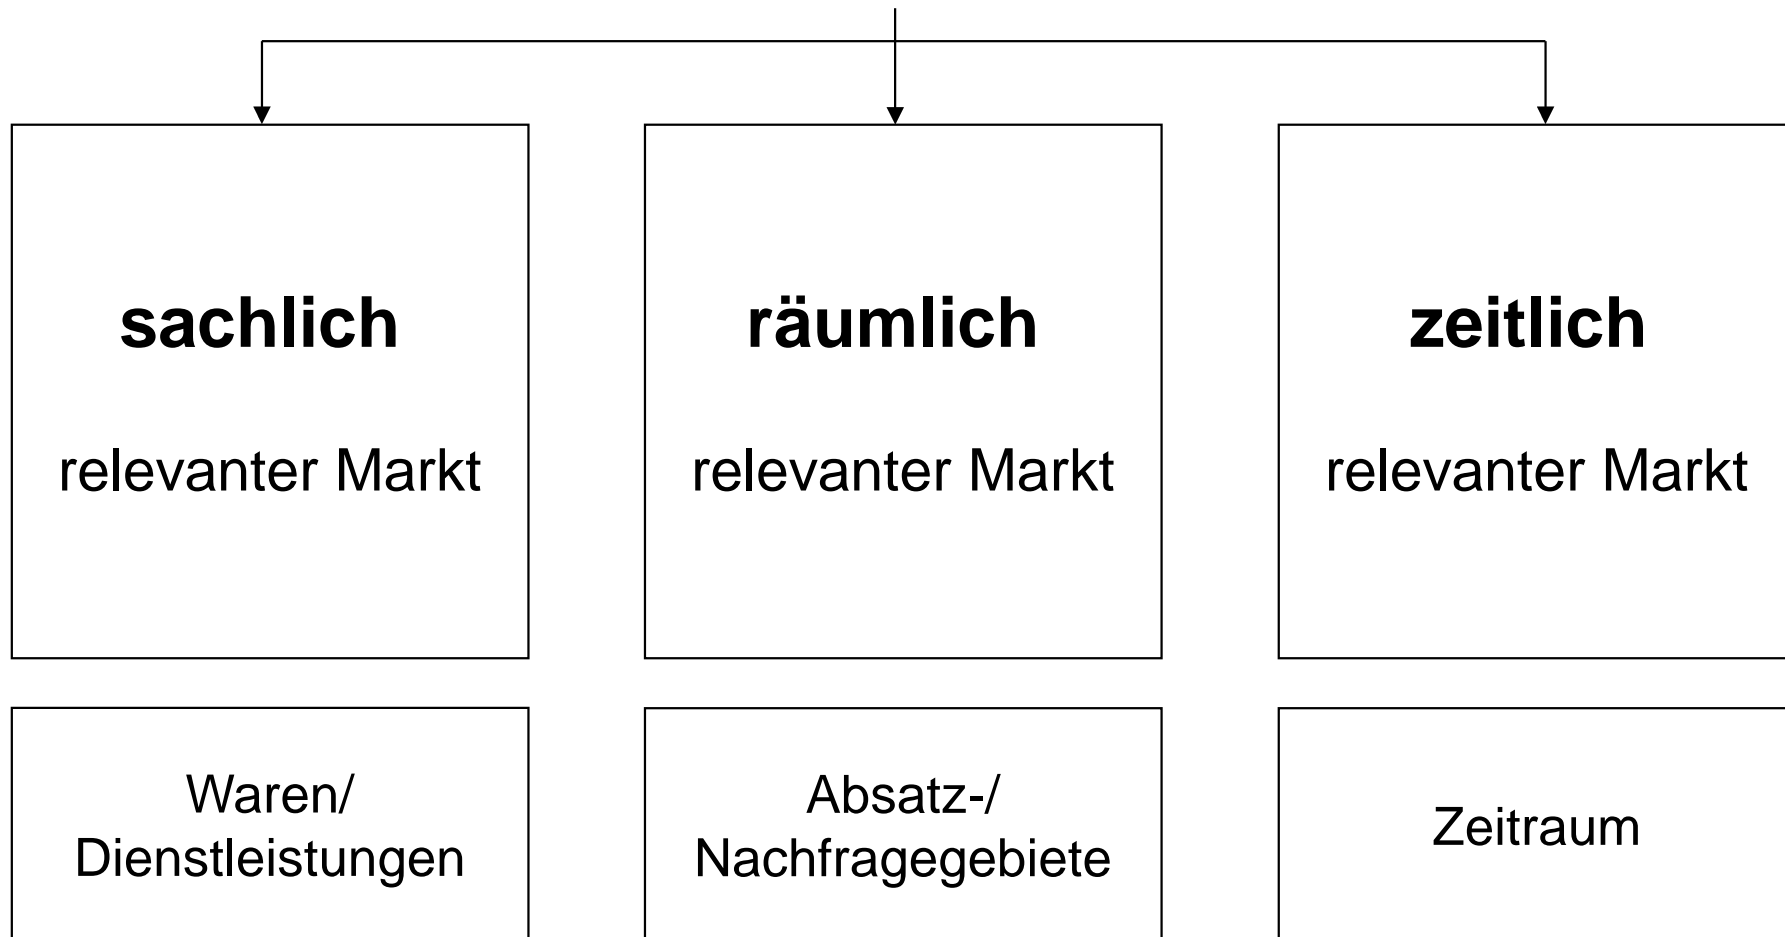 sachlich
relevanter Markt
räumlich
relevanter Markt
zeitlich
relevanter Markt
Waren/
Dienstleistungen
Absatz-/
Nachfragegebiete
Zeitraum